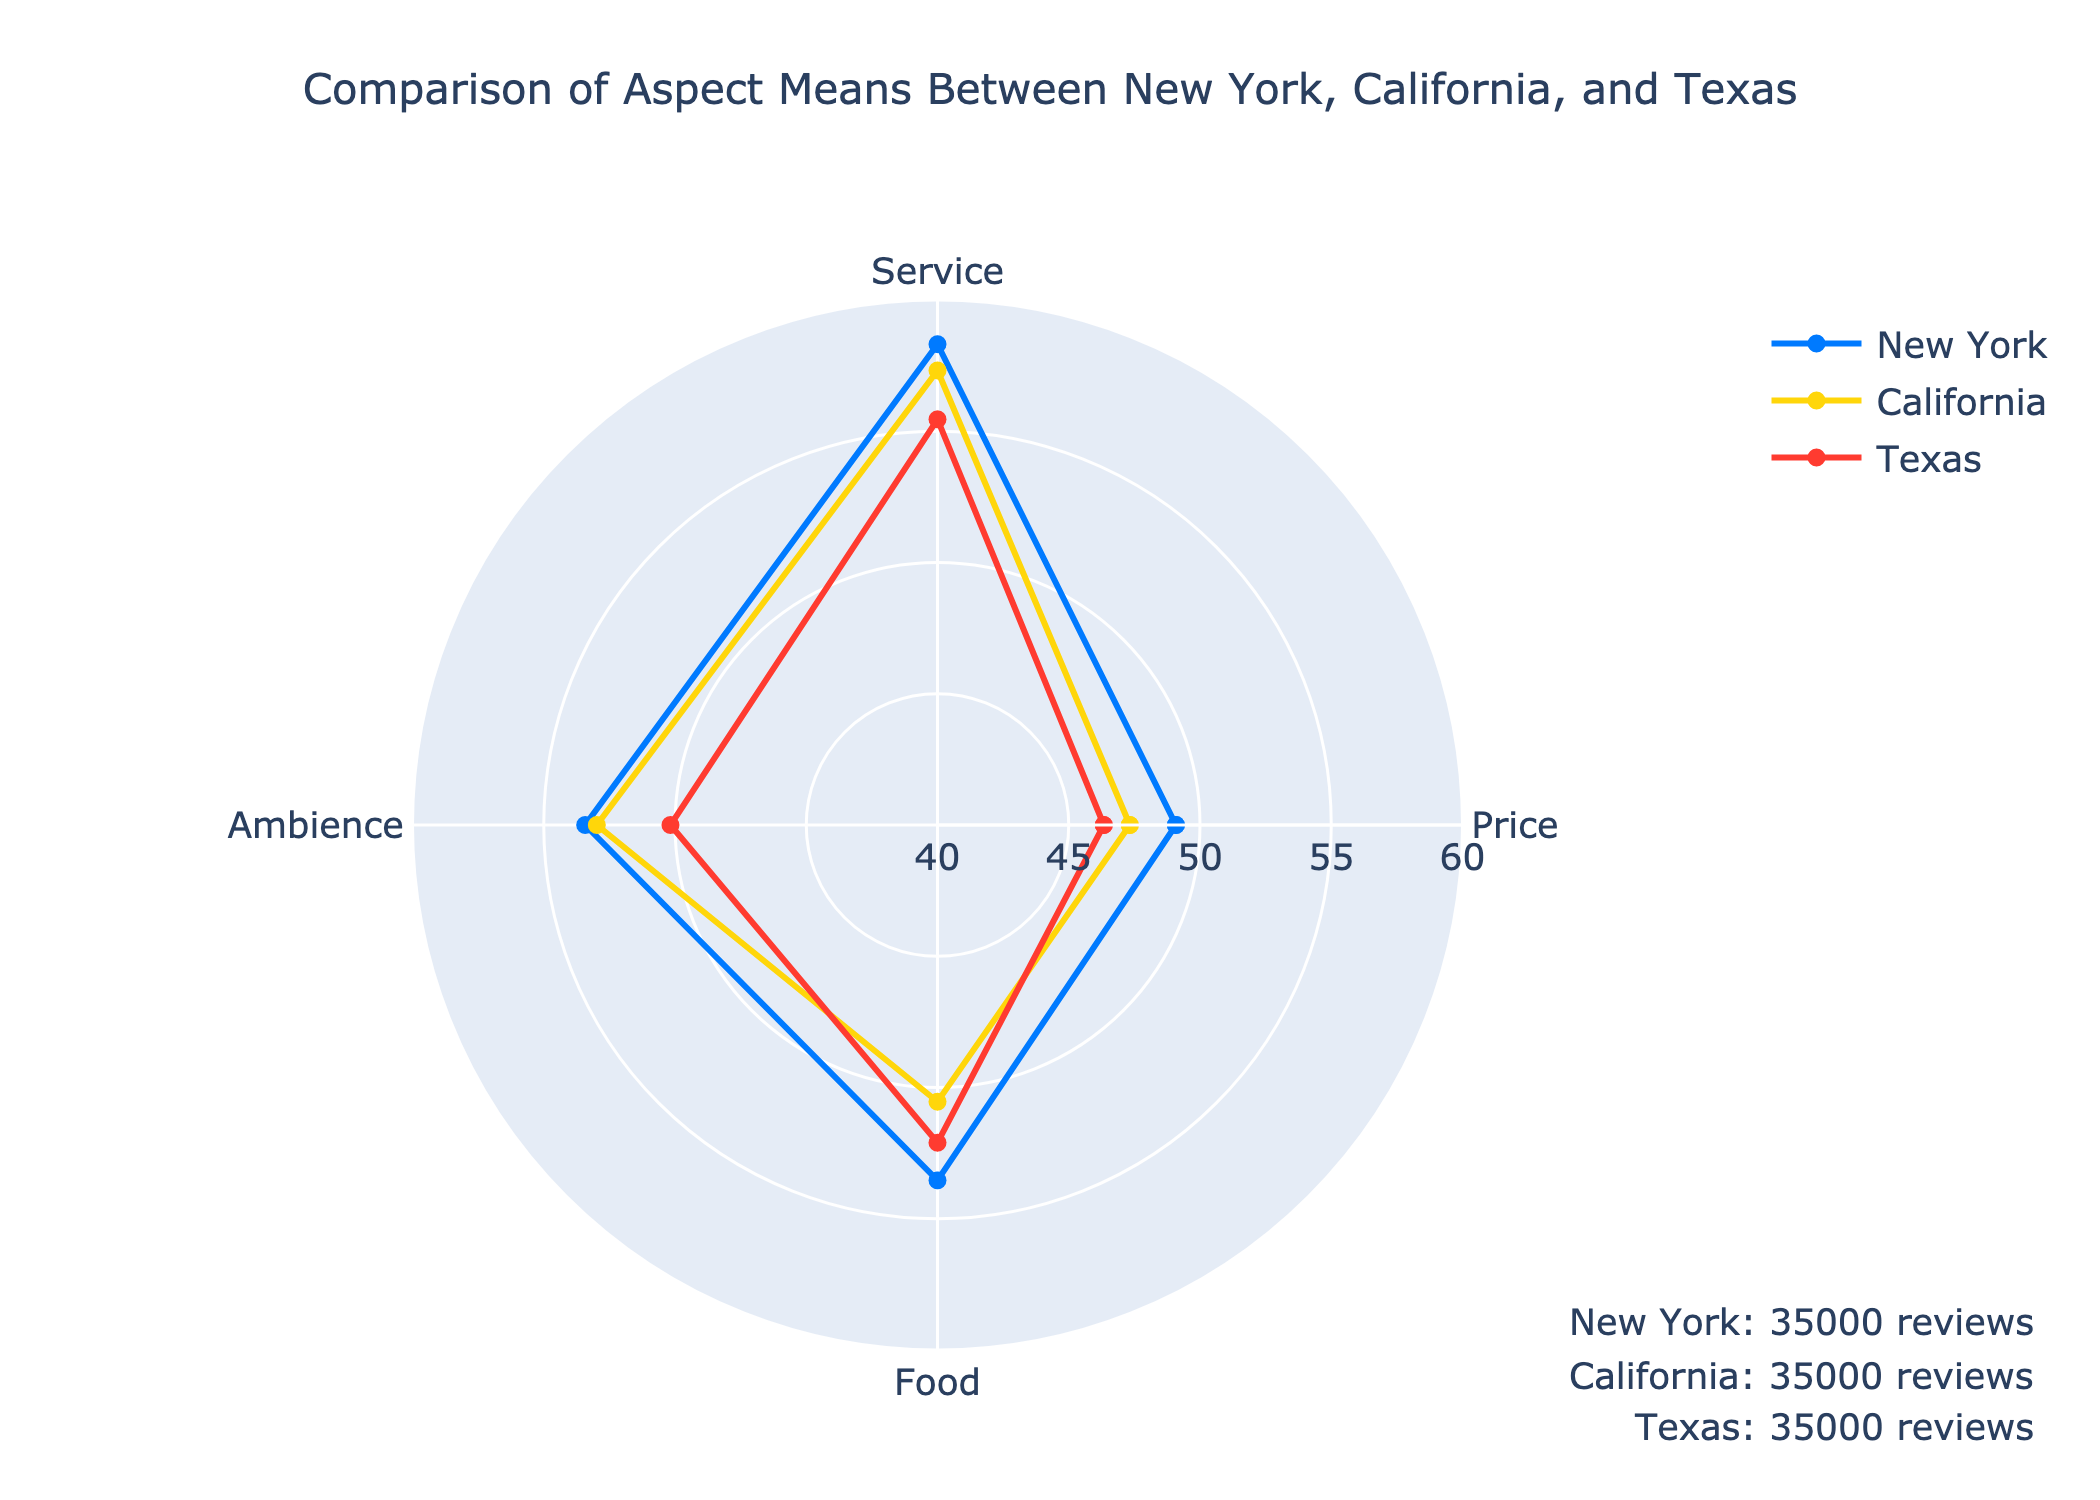 Comparison of Aspect Means Between New York, California, and Texas
Service
New York
California
Texas
Ambience
Price
40 45 50 55 60
Food
New York: 35000 reviews
California: 35000 reviews
Texas: 35000 reviews